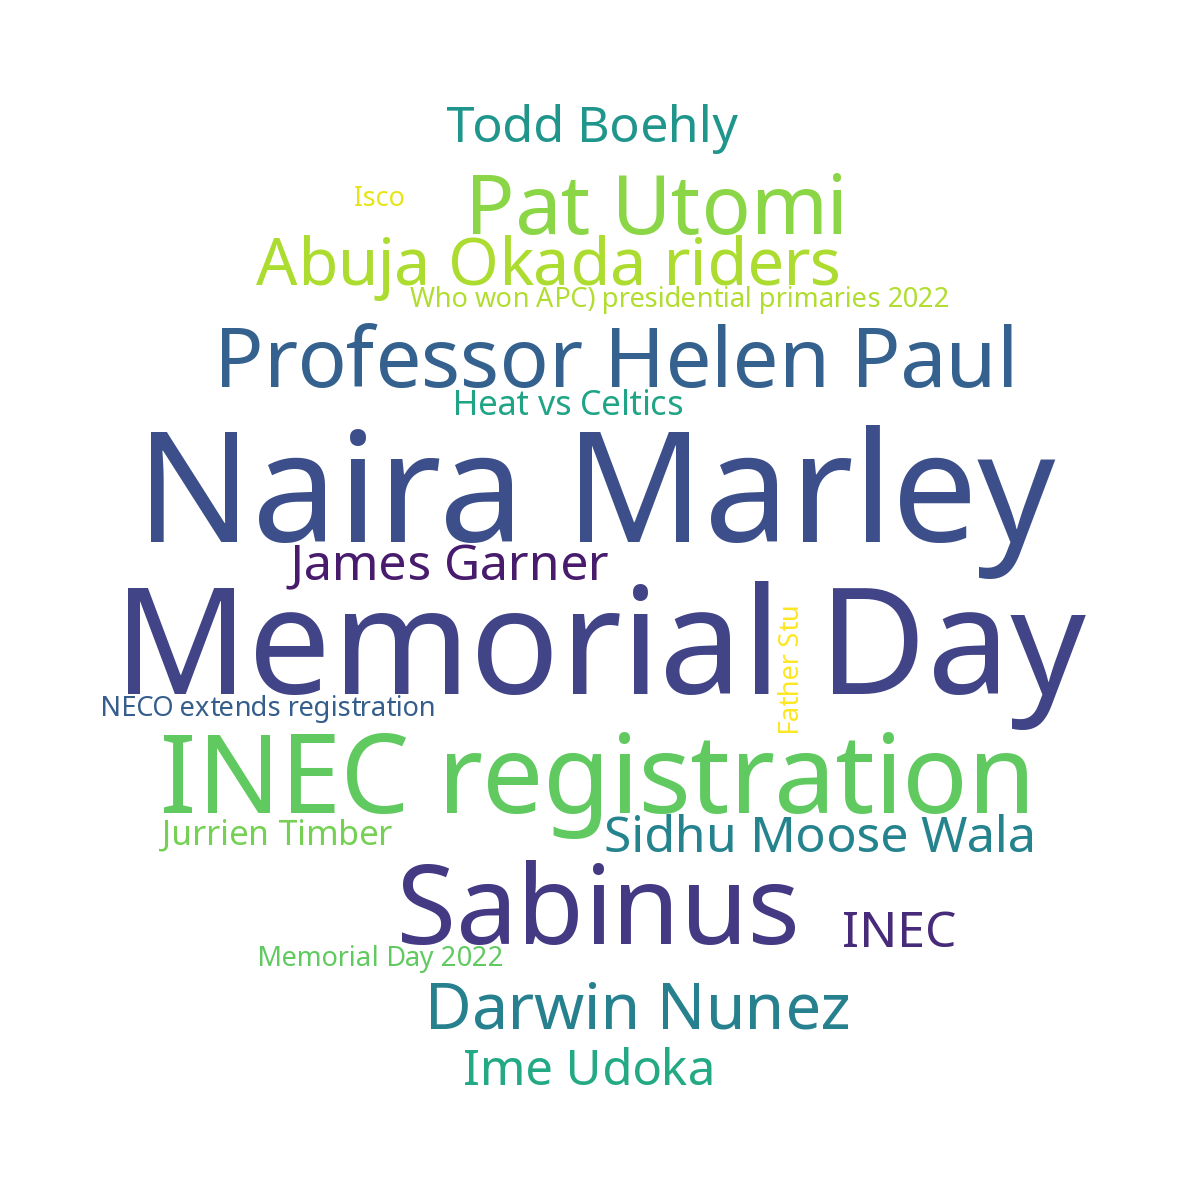 Todd Boehly
Isco
Pat Utomi
Abuja Okada riders
Who won APC) presidential primaries 2022
Professor Helen Paul
Heat vs Celtics
Naira Marley
James Garner
Memorial Day
Father Stu
NECO extends registration
INEC registration
Jurrien Timber
Sidhu Moose Wala
Sabinus
INEC
Memorial Day 2022
Darwin Nunez
Ime Udoka